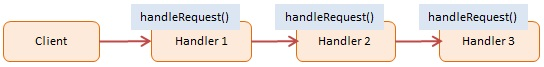 handleRequest()
handleRequest()
handleRequest()
Client
Handler 1
Handler 2
Handler 3